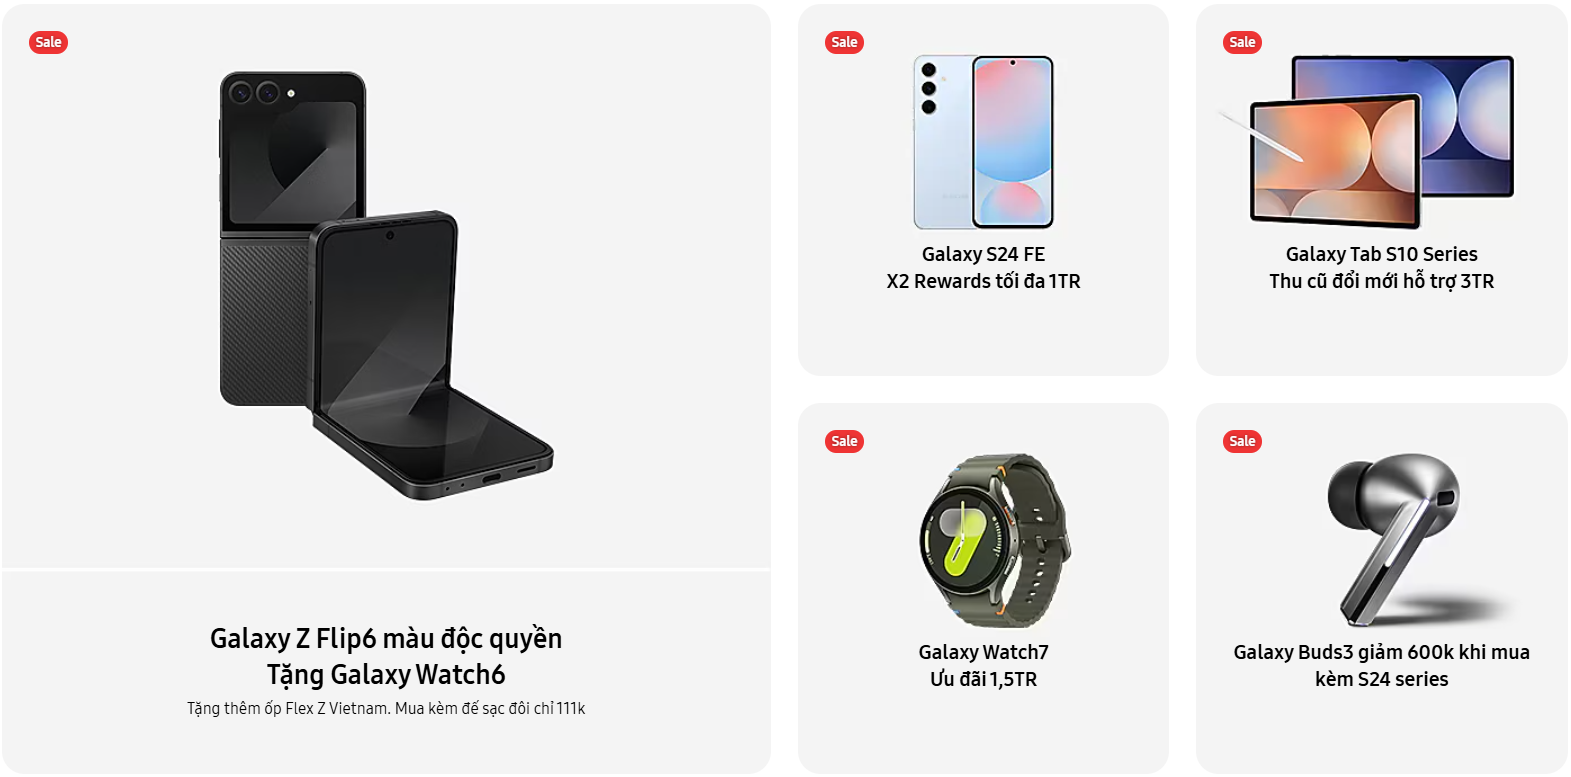 Sale
Galaxy Z Flip6 màu độc quyền
Tặng Galaxy Watch6
Tặng thêm ốp Flex Z Vietnam. Mua kèm đế sạc đôi chỉ 111k
Sale
Galaxy S24 FE
X2 Rewards tối đa 1TR
Sale
Galaxy Tab S10 Series
Thu cũ đổi mới hỗ trợ 3TR
Sale
Galaxy Watch7
Ưu đãi 1,5TR
Sale
Galaxy Buds3 giảm 600k khi mua
kèm S24 series